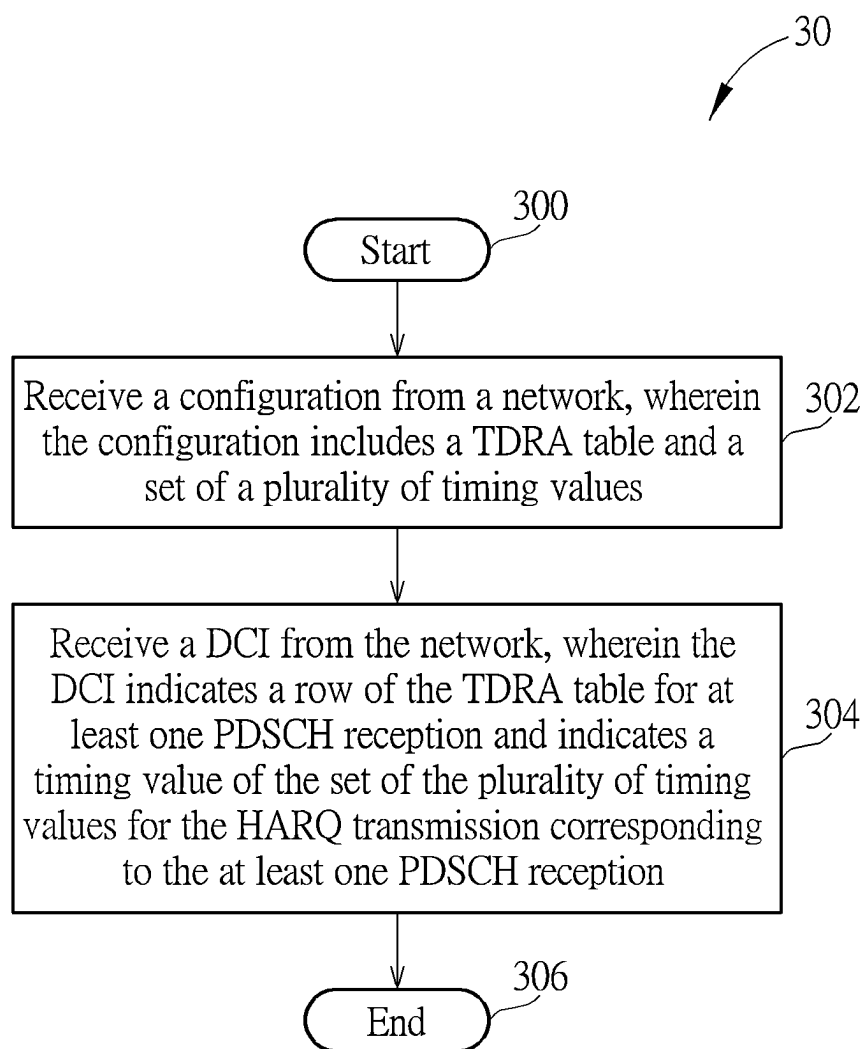 30
300
Start
302
Receive a configuration from a network, wherein
the configuration includes a TDRA table and a
set of a plurality of timing values
304
Receive a DCI from the network, wherein the
DCI indicates a row of the TDRA table for at
least one PDSCH reception and indicates a
timing value of the set of the plurality of timing
values for the HARQ transmission corresponding
to the at least one PDSCH reception
306
End